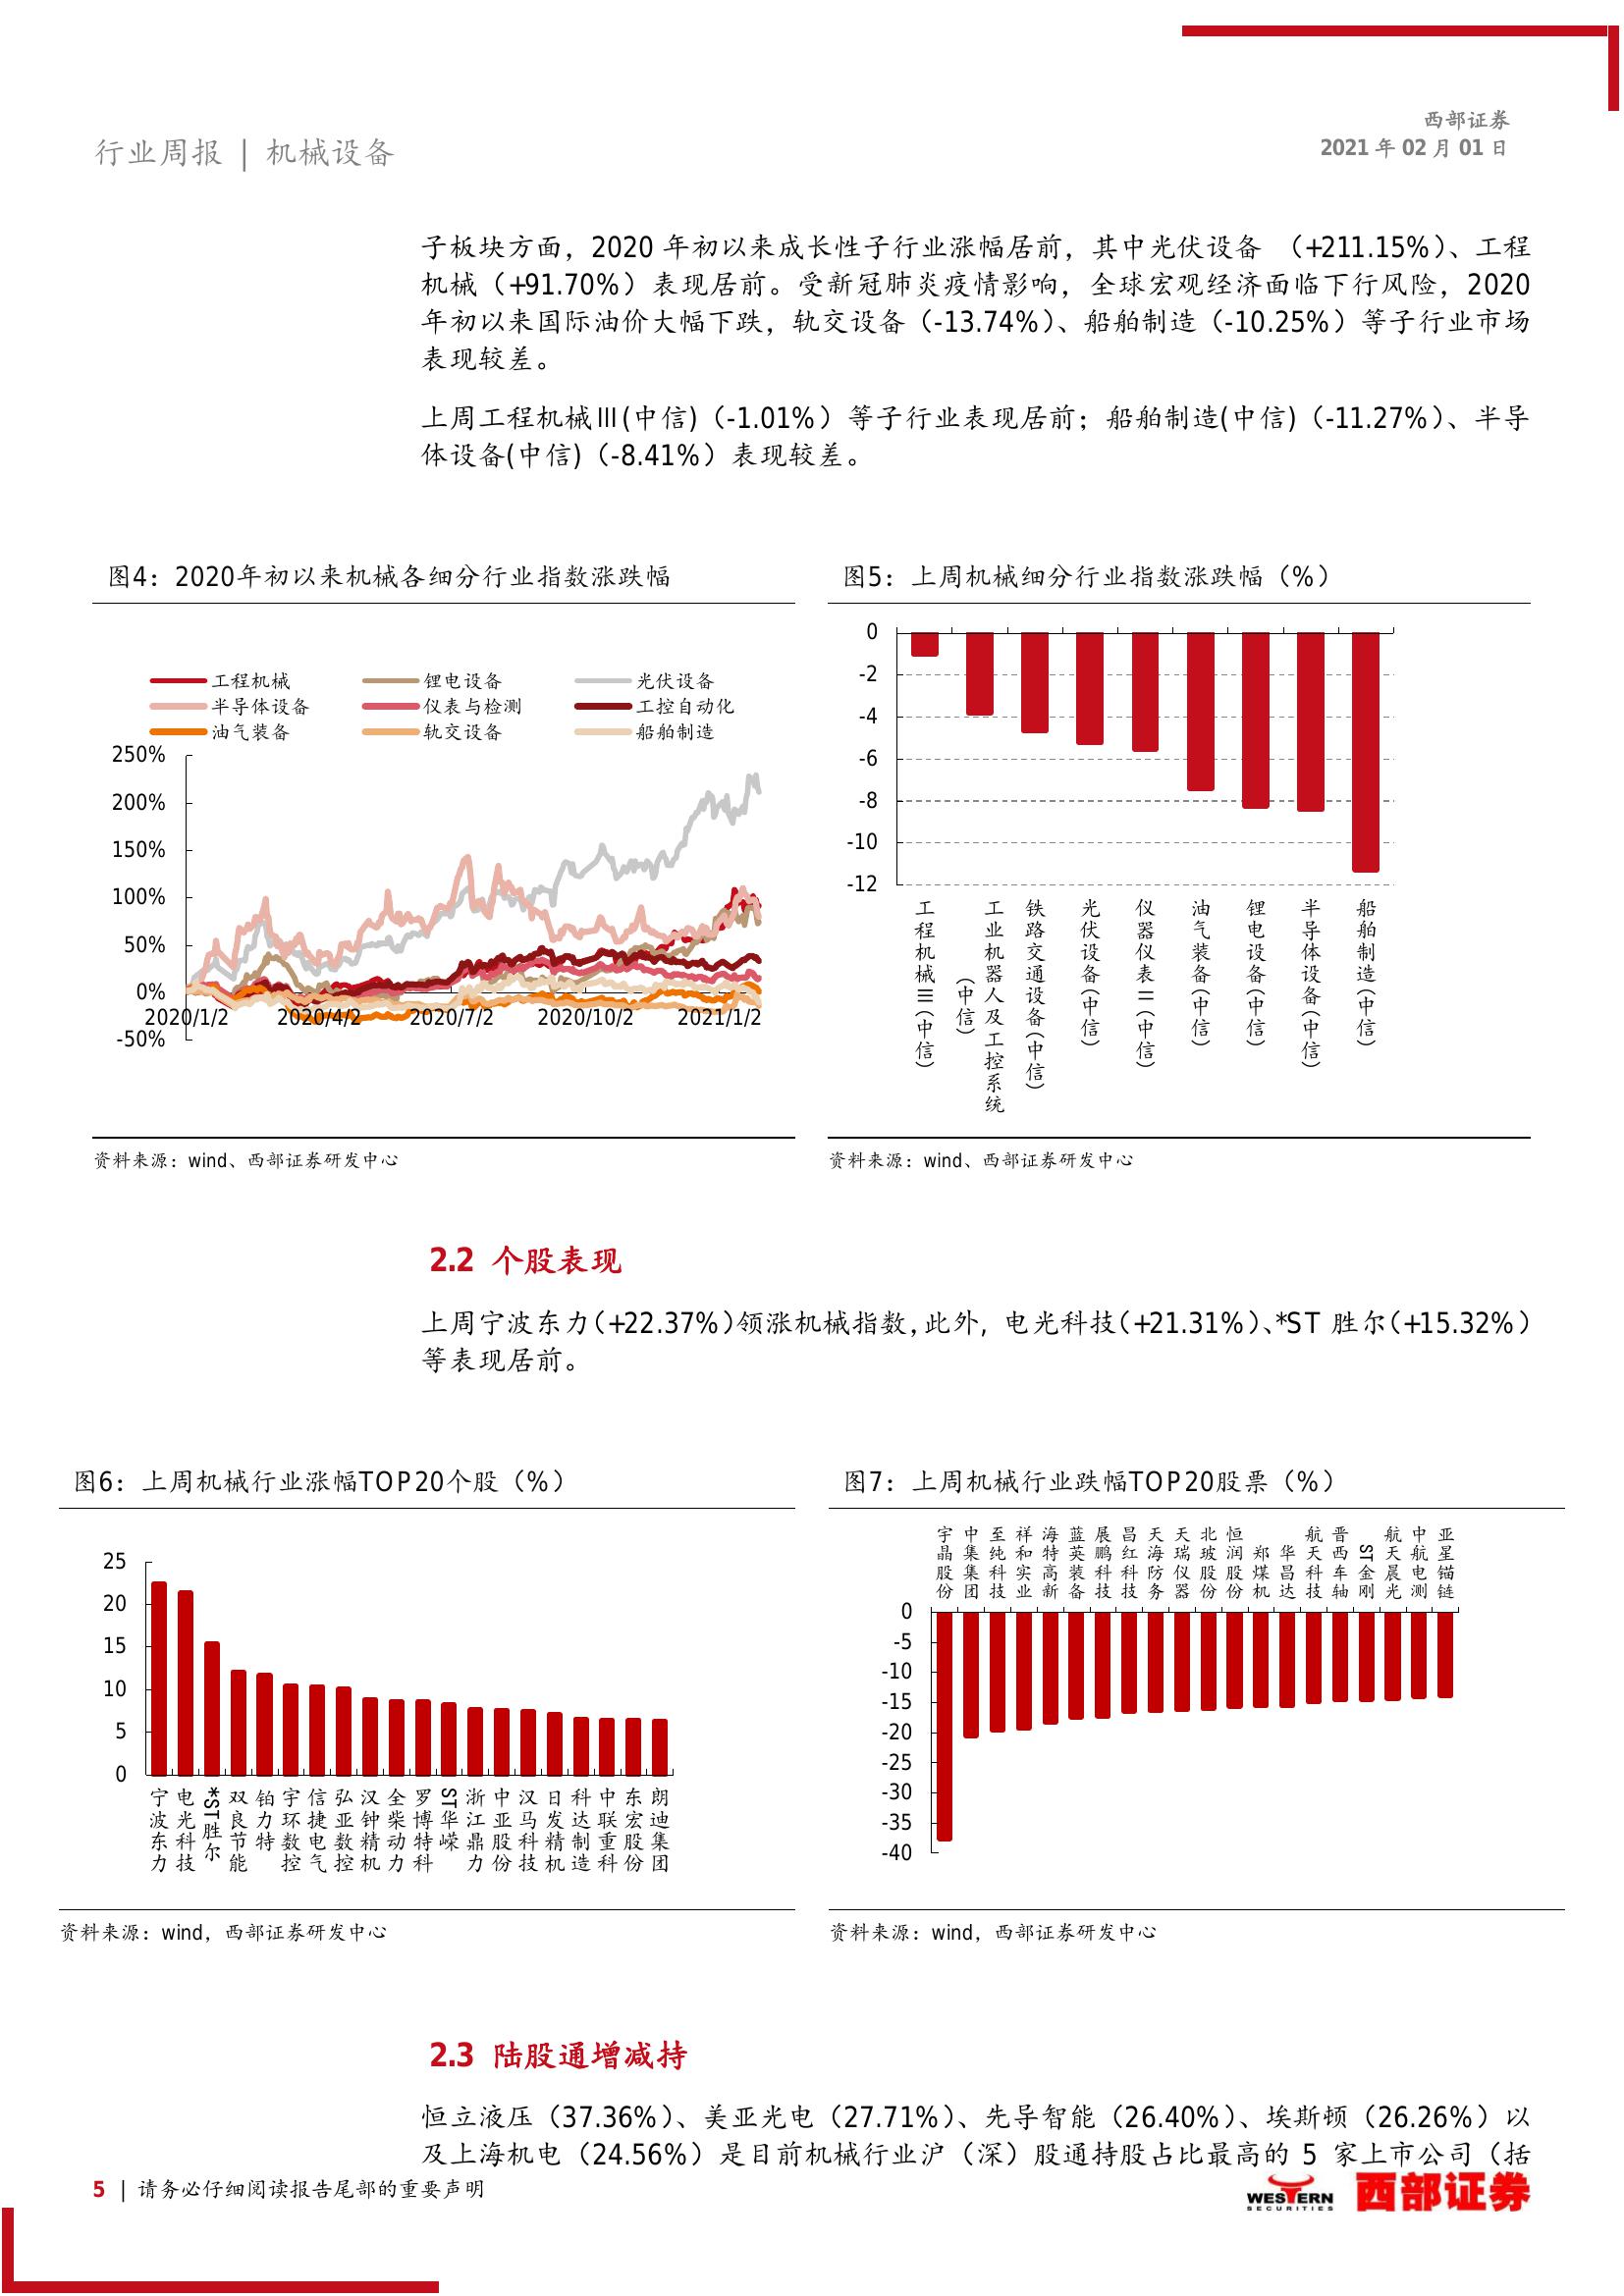 西部证券
2021 年 02 月 01 日
行业周报 | 机械设备
子板块方面，2020 年初以来成长性子行业涨幅居前，其中光伏设备 （+211.15%）、工程
机械（+91.70%）表现居前。受新冠肺炎疫情影响，全球宏观经济面临下行风险，2020
年初以来国际油价大幅下跌，轨交设备（-13.74%）、船舶制造（-10.25%）等子行业市场
表现较差。
上周工程机械Ⅲ(中信)（-1.01%）等子行业表现居前；船舶制造(中信)（-11.27%）、半导
体设备(中信)（-8.41%）表现较差。
图4：2020年初以来机械各细分行业指数涨跌幅
工程机械 锂电设备 光伏设备
半导体设备 仪表与检测 工控自动化
油气装备 轨交设备 船舶制造
250%
200%
150%
100%
50%
0%
-50%
2020/1/2 2020/4/2 2020/7/2 2020/10/2 2021/1/2
资料来源：wind、西部证券研发中心
图5：上周机械细分行业指数涨跌幅（%）
0
-2
-4
-6
-8
-10
-12
工程机械Ⅲ(中信)
工业机器人及工控系统(中信)
铁路交通设备(中信)
光伏设备(中信)
仪器仪表Ⅱ(中信)
油气装备(中信)
锂电设备(中信)
半导体设备(中信)
船舶制造(中信)
资料来源：wind、西部证券研发中心
2.2 个股表现
上周宁波东力（+22.37%）领涨机械指数，此外，电光科技（+21.31%）、*ST 胜尔（+15.32%）
等表现居前。
图6：上周机械行业涨幅TOP20个股（%）
25
20
15
10
5
0
宁波东力
电光科技
*ST胜尔
双良节能
铂力特
宇环数控
信捷电气
弘亚数控
汉钟精机
全柴动力
罗博特科
ST华嵘
浙江鼎力
中亚股份
汉马科技
日发精机
科达制造
中联重科
东宏股份
朗迪集团
资料来源：wind，西部证券研发中心
图7：上周机械行业跌幅TOP20股票（%）
宇晶股份
中集集团
至纯科技
祥和实业
海特高新
蓝英装备
展鹏科技
昌红科技
天海防务
天瑞仪器
北玻股份
恒润股份
郑煤机
华昌达
航天科技
晋西车轴
ST金刚
航天晨光
中航电测
亚星锚链
0
-5
-10
-15
-20
-25
-30
-35
-40
资料来源：wind，西部证券研发中心
2.3 陆股通增减持
恒立液压（37.36%）、美亚光电（27.71%）、先导智能（26.40%）、埃斯顿（26.26%）以
及上海机电（24.56%）是目前机械行业沪（深）股通持股占比最高的 5 家上市公司（括
5 | 请务必仔细阅读报告尾部的重要声明
WESTERN
SECURITIES
西部证券